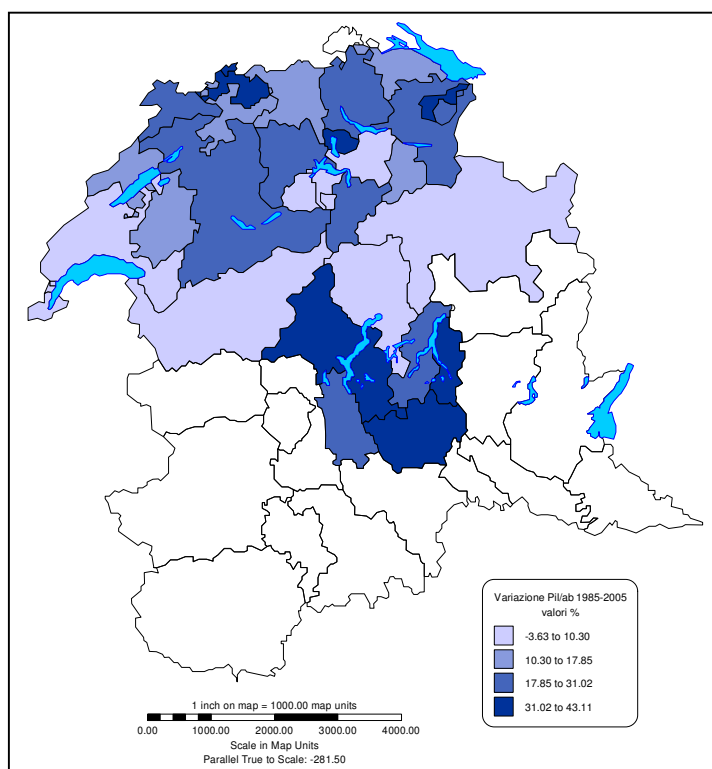 Variazione Pil/ab 1985-2005
valori %
-3.63 to 10.30
10.30 to 17.85
17.85 to 31.02
31.02 to 43.11
1 inch on map = 1000.00 map units
0.00 1000.00 2000.00 3000.00 4000.00
Scale in Map Units
Parallel True to Scale: -281.50